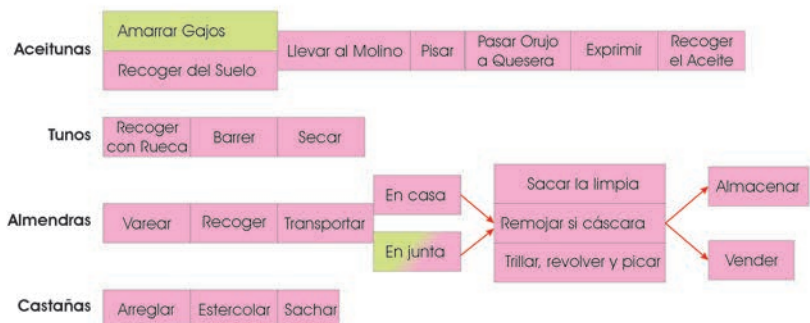 Aceitunas
Amarrar Gajos
Recoger del Suelo
Llevar al Molino
Pisar
Pasar Orujo
a Quesera
Exprimir
Recoger
el Aceite
Tunos
Recoger
con Rueca
Barrer
Secar
Almendras
Varear
Recoger
Transportar
En casa
En junta
Sacar la limpia
Remojar si cáscara
Trillar, revolver y picar
Almacenar
Vender
Castañas
Arreglar
Estercolar
Sachar